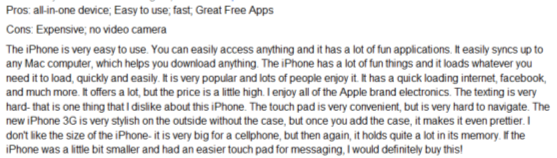 Pros: all-in-one device; Easy to use; fast; Great Free Apps
Cons: Expensive; no video camera
The iPhone is very easy to use. You can easily access anything and it has a lot of fun applications. It easily syncs up to
any Mac computer, which helps you download anything. The iPhone has a lot of fun things and it loads whatever you
need it to load, quickly and easily. It is very popular and lots of people enjoy it. It has a quick loading internet, facebook,
and much more. It offers a lot, but the price is a little high. I enjoy all of the Apple brand electronics. The texting is very
hard- that is one thing that I dislike about this iPhone. The touch pad is very convenient, but is very hard to navigate. The
new iPhone 3G is very stylish on the outside without the case, but once you add the case, it makes it even prettier. I
don't like the size of the iPhone- it is very big for a cellphone, but then again, it holds quite a lot in its memory. If the
iPhone was a little bit smaller and had an easier touch pad for messaging, I would definitely buy this!